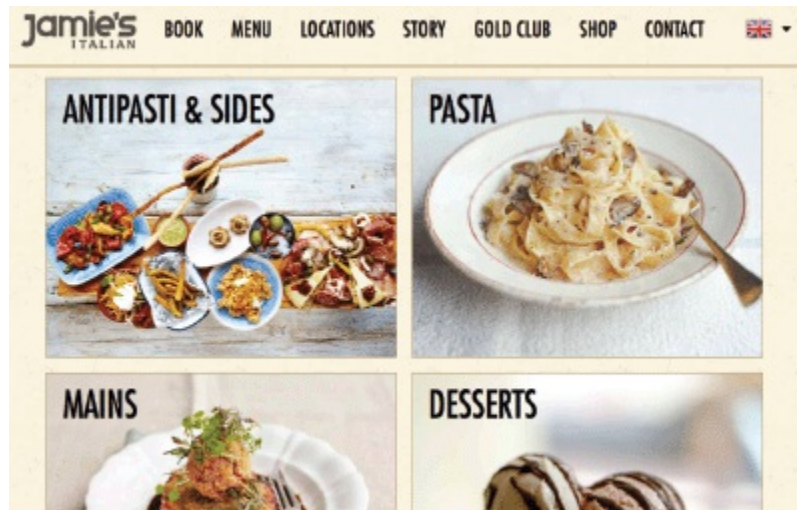 Jamie's
ITALIAN
BOOK MENU LOCATIONS STORY GOLD CLUB SHOP CONTACT
ANTIPASTI & SIDES
PASTA
MAINS
DESSERTS